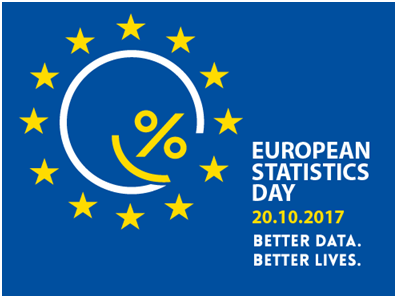 %
EUROPEAN
STATISTICS
DAY
20.10.2017
BETTER DATA.
BETTER LIVES.